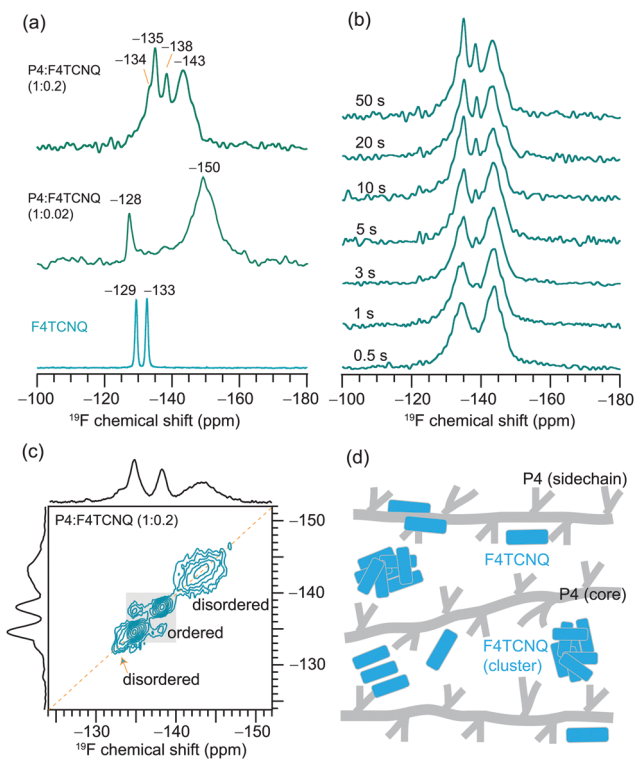 (a)
−135
−134
−138
−143
P4:F4TCNQ
(1:0.2)
P4:F4TCNQ
(1:0.02)
−150
−128
−129
−133
F4TCNQ
−100
−120
−140
−160
−180
¹⁹F chemical shift (ppm)
(b)
50 s
20 s
10 s
5 s
3 s
1 s
0.5 s
−100
−120
−140
−160
−180
¹⁹F chemical shift (ppm)
(c)
P4:F4TCNQ (1:0.2)
−150
−140
−130
disordered
ordered
disordered
−130
−140
−150
¹⁹F chemical shift (ppm)
(d)
P4 (sidechain)
F4TCNQ
P4 (core)
F4TCNQ
(cluster)